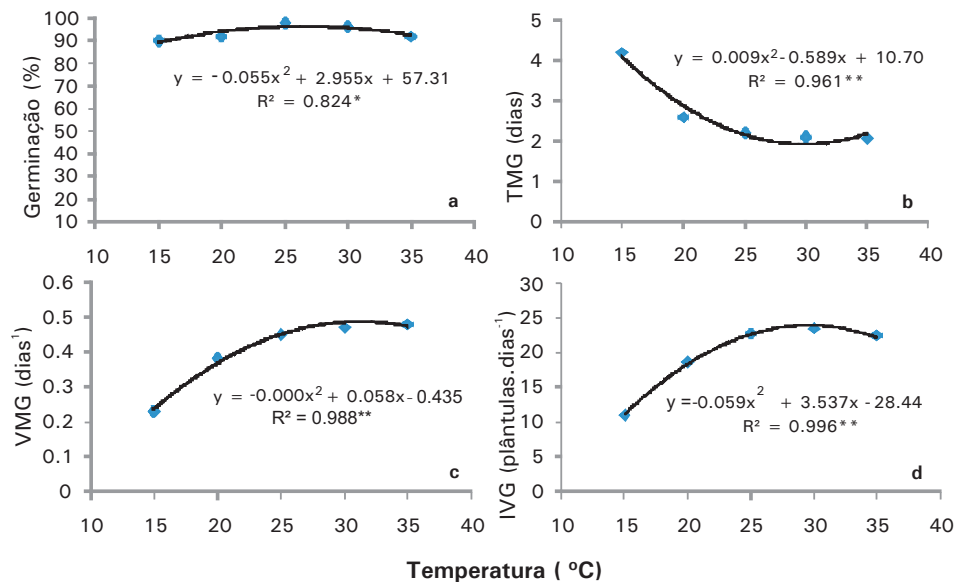 Germinação (%)
100
90
80
70
60
50
40
30
20
10
y = -0.055x² + 2.955x + 57.31
R² = 0.824*
a
10 15 20 25 30 35 40
TMG (dias)
5
4
3
2
1
0
y = 0.009x²-0.589x + 10.70
R² = 0.961**
b
10 15 20 25 30 35 40
VMG (dias¹)
0.6
0.5
0.4
0.3
0.2
0.1
0
y = -0.000x² + 0.058x-0.435
R² = 0.988**
c
10 15 20 25 30 35 40
IVG (plântulas.dias⁻¹)
30
25
20
15
10
5
0
y=-0.059x² + 3.537x -28.44
R² = 0.996**
d
10 15 20 25 30 35 40
Temperatura ( ºC)